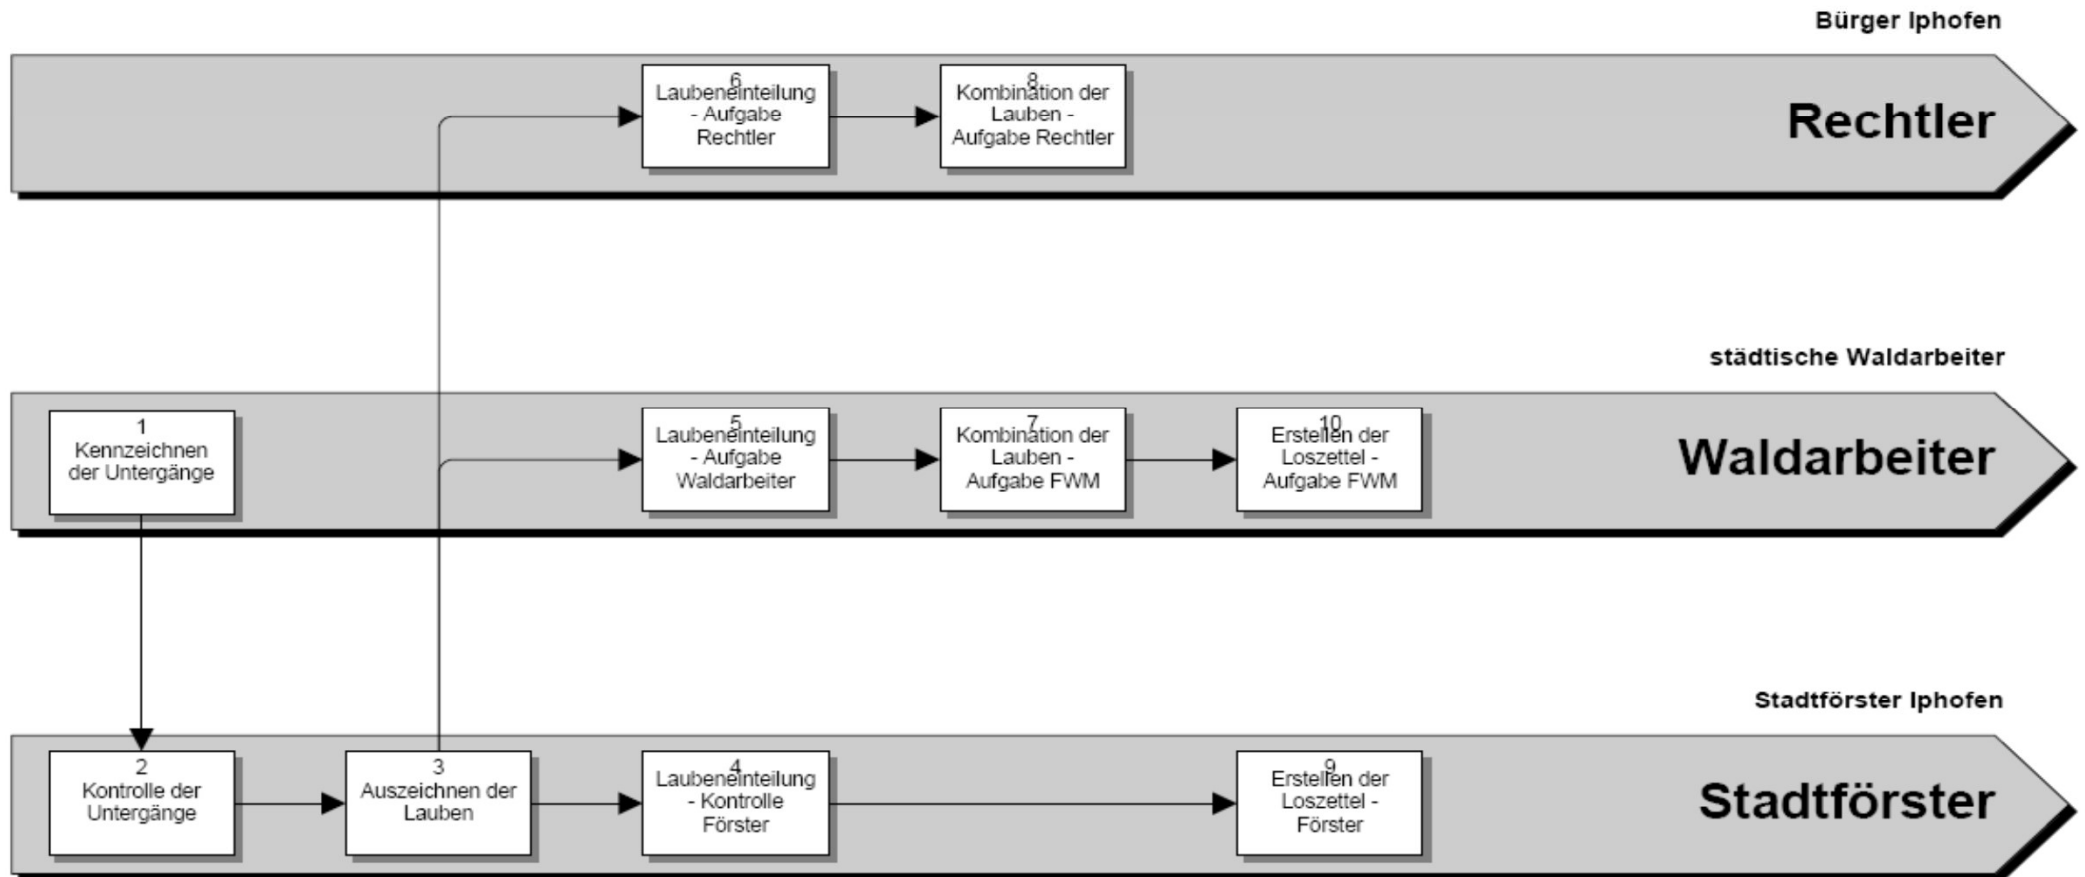 Bürger Iphofen
6
Laubeneinteilung
- Aufgabe
Rechtler
8
Kombination der
Lauben -
Aufgabe Rechtler
Rechtler
städtische Waldarbeiter
1
Kennzeichnen
der Untergänge
5
Laubeneinteilung
- Aufgabe
Waldarbeiter
7
Kombination der
Lauben -
Aufgabe FWM
10
Erstellen der
Loszettel -
Aufgabe FWM
Waldarbeiter
Stadtförster Iphofen
2
Kontrolle der
Untergänge
3
Auszeichnen der
Lauben
4
Laubeneinteilung
- Kontrolle
Förster
9
Erstellen der
Loszettel -
Förster
Stadtförster